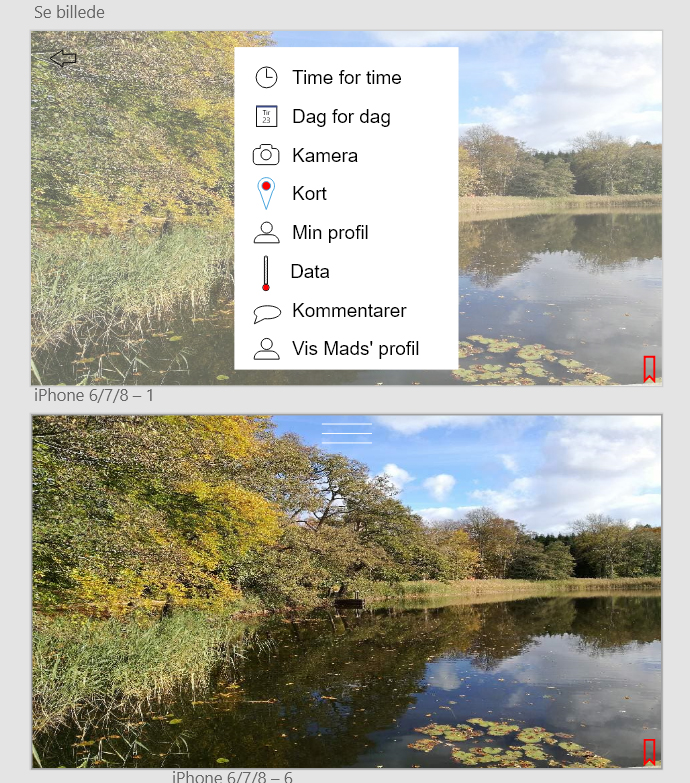 Se billede
Time for time
Tir
23
Dag for dag
Kamera
Kort
Min profil
Data
Kommentarer
Vis Mads' profil
iPhone 6/7/8 – 1
iPhone 6/7/8 – 6